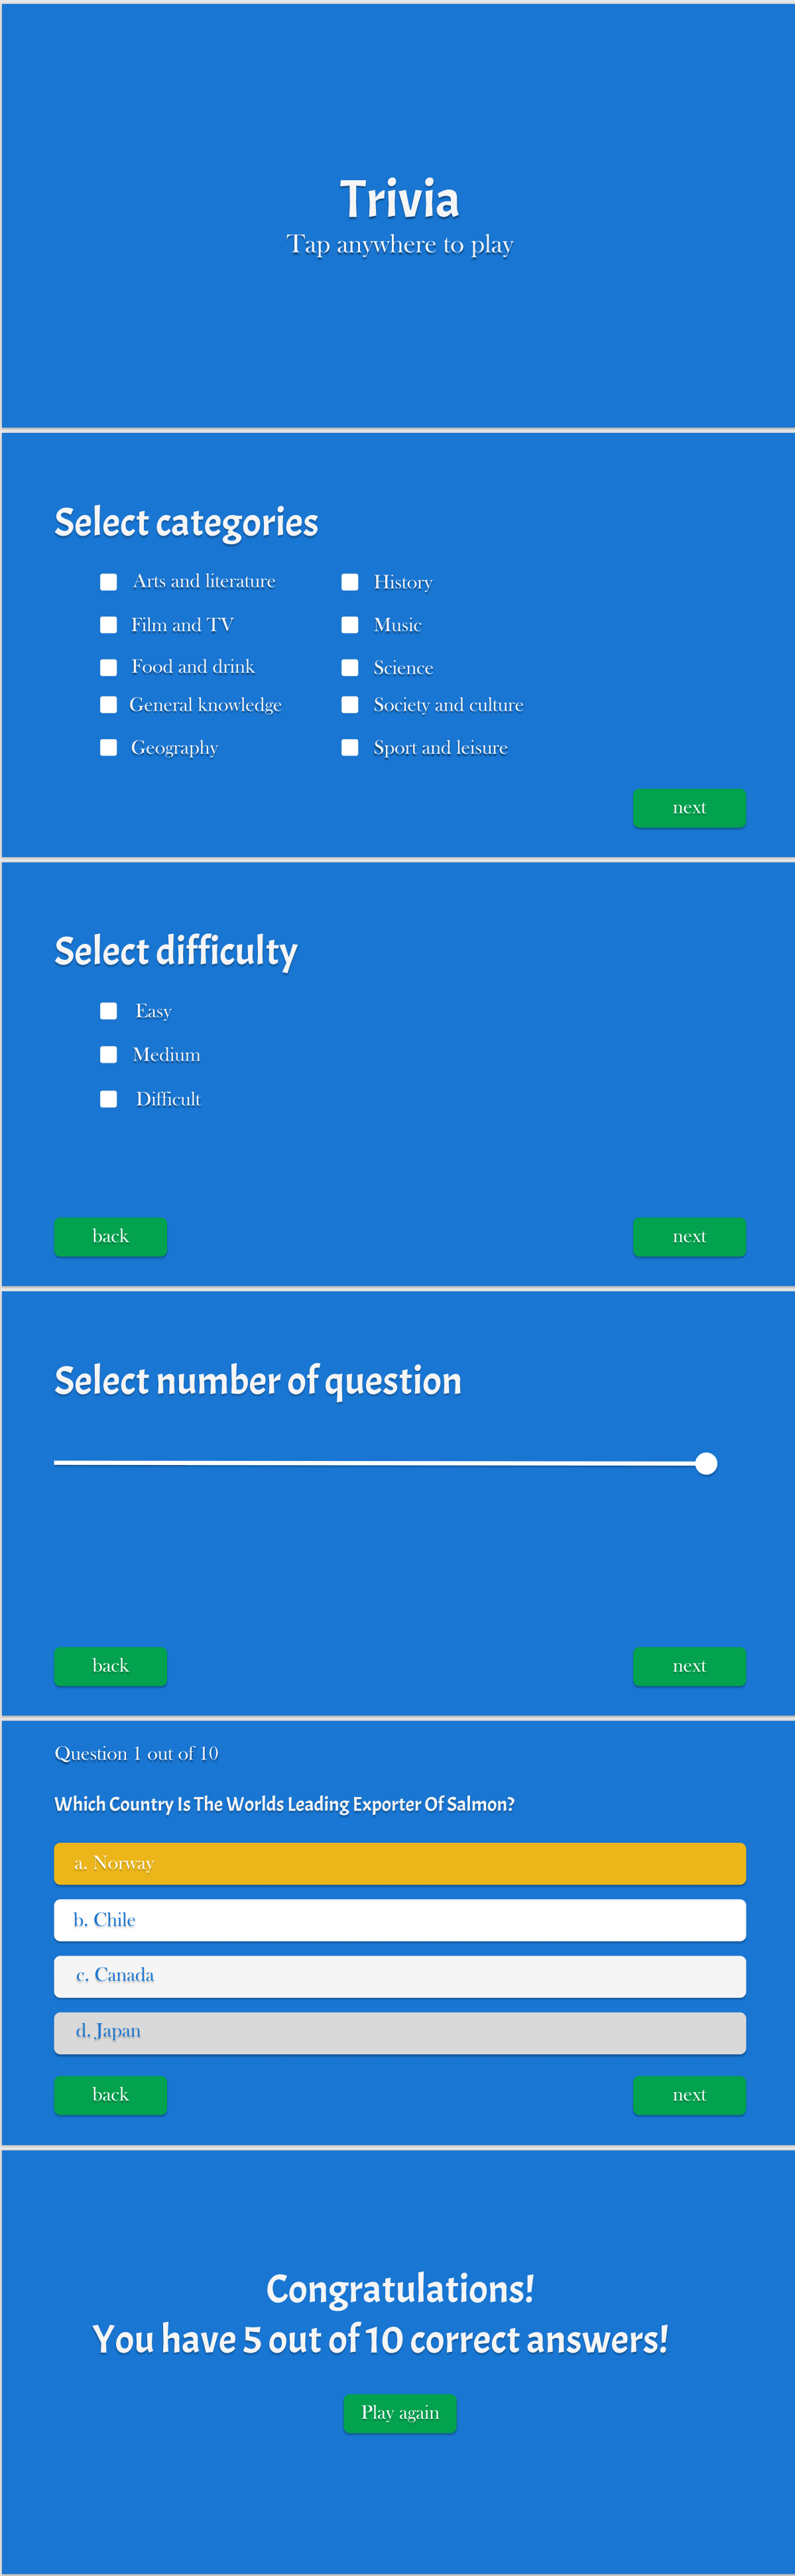 Trivia
Tap anywhere to play
Select categories
Arts and literature
Film and TV
Food and drink
General knowledge
Geography
History
Music
Science
Society and culture
Sport and leisure
next
Select difficulty
Easy
Medium
Difficult
back
next
Select number of question
back
next
Question 1 out of 10
Which Country Is The Worlds Leading Exporter Of Salmon?
a. Norway
b. Chile
c. Canada
d. Japan
back
next
Congratulations!
You have 5 out of 10 correct answers!
Play again